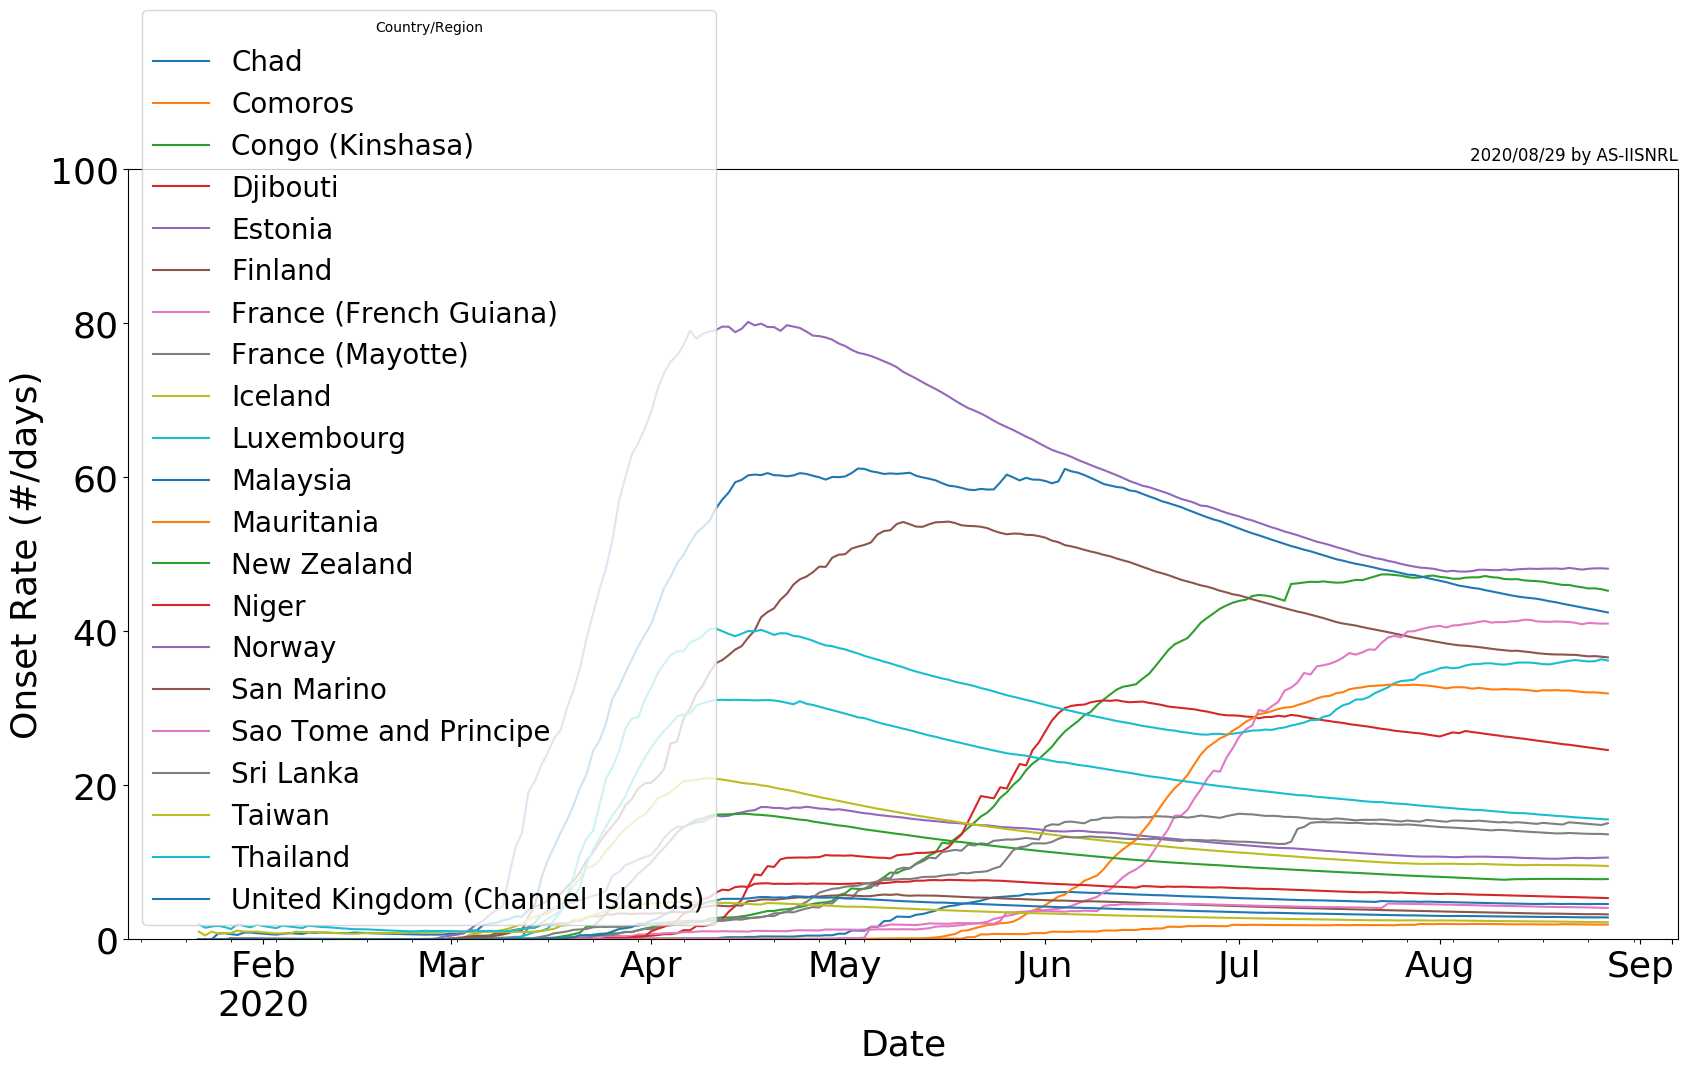 Country/Region
Chad
Comoros
Congo (Kinshasa)
Djibouti
Estonia
Finland
France (French Guiana)
France (Mayotte)
Iceland
Luxembourg
Malaysia
Mauritania
New Zealand
Niger
Norway
San Marino
Sao Tome and Principe
Sri Lanka
Taiwan
Thailand
United Kingdom (Channel Islands)
2020/08/29 by AS-IISNRL
100
80
60
40
20
0
Onset Rate (#/days)
Feb Mar Apr May Jun Jul Aug Sep
2020
Date